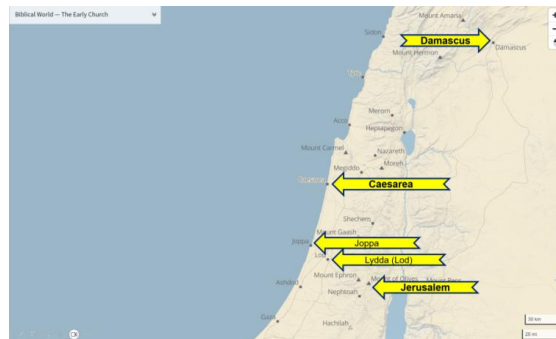 Biblical World — The Early Church
Mount Amaria
Sidon
Damascus
Damascus
Mount Hermon
Tyre
Merom
Acco
Heptapegon
Mount Carmel
Nazareth
Moreh
Megiddo
Caesarea
Caesarea
Shechem
Mount Gaash
Joppa
Joppa
Lod
Lydda (Lod)
Mount Ephron
Mount of Olives
Ashdod
Jerusalem
Nephtoah
Gaza
Hachilah
30 km
20 mi